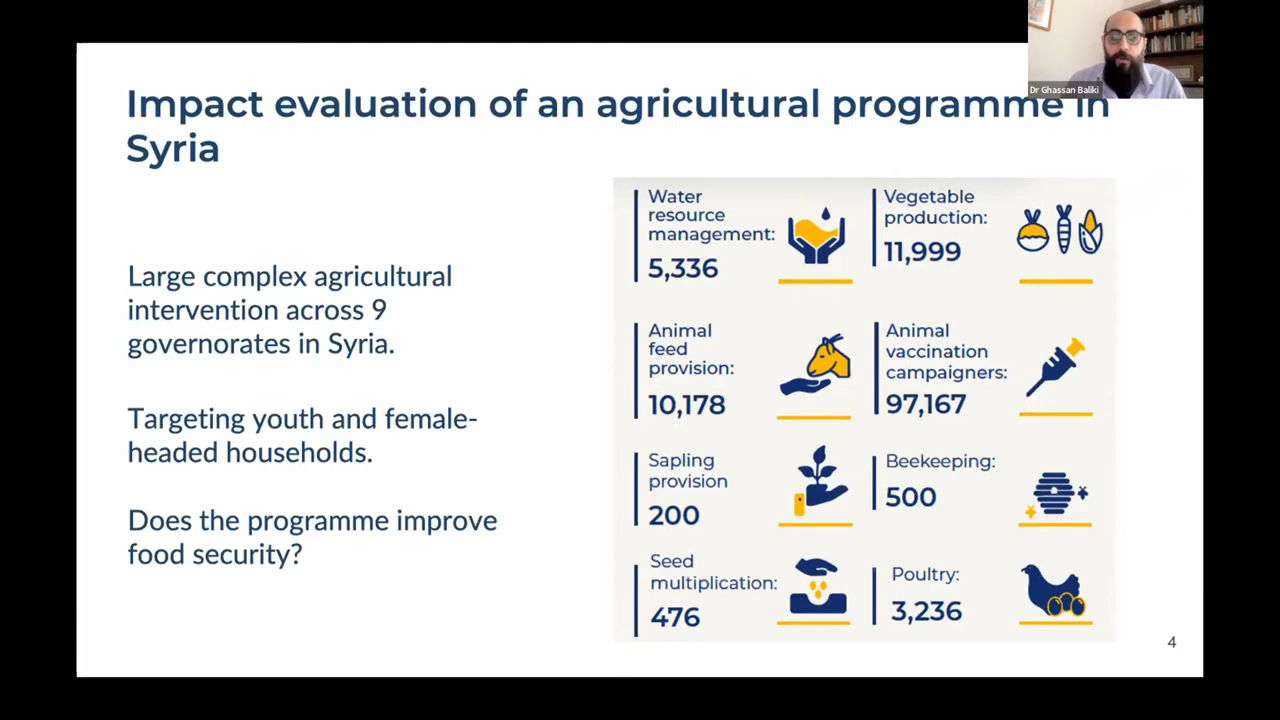 Dr Ghassan Baliki
Impact evaluation of an agricultural programme in
Syria
Large complex agricultural
intervention across 9
governorates in Syria.
Targeting youth and female-
headed households.
Does the programme improve
food security?
Water
resource
management:
5,336
Vegetable
production:
11,999
Animal
feed
provision:
10,178
Animal
vaccination
campaigners:
97,167
Sapling
provision
200
Beekeeping:
500
Seed
multiplication:
476
Poultry:
3,236
4